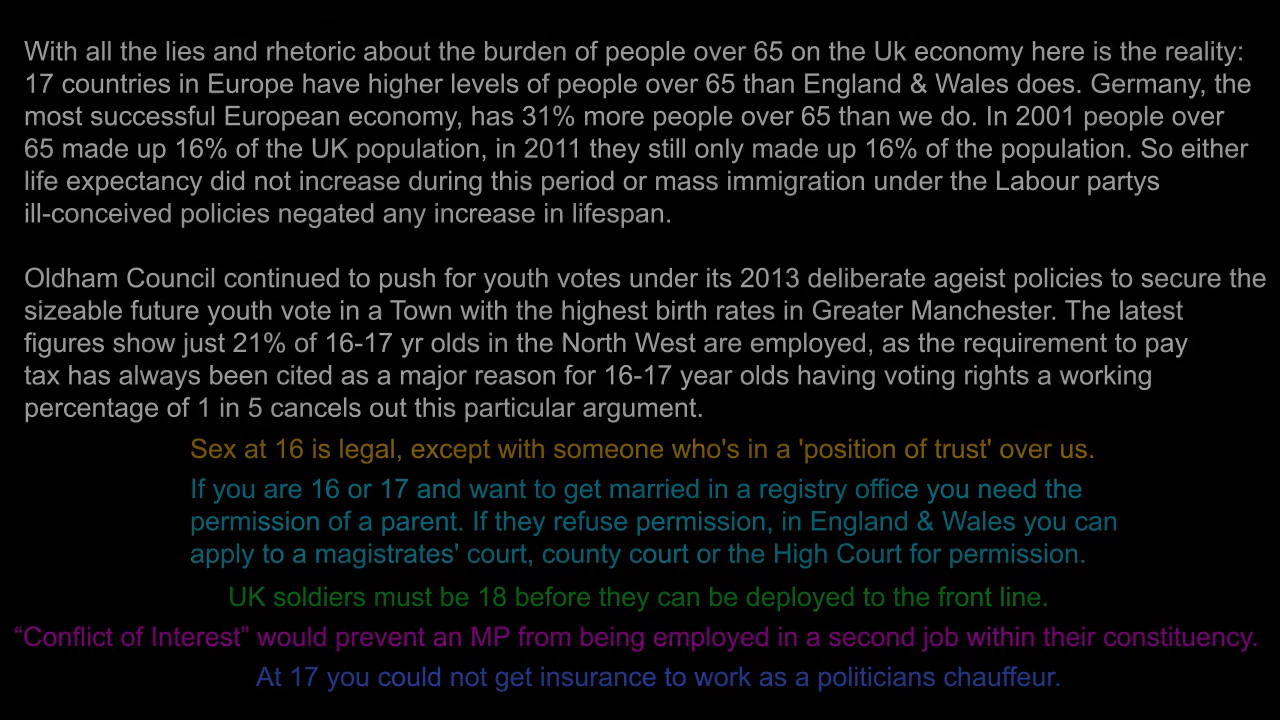 With all the lies and rhetoric about the burden of people over 65 on the Uk economy here is the reality:
17 countries in Europe have higher levels of people over 65 than England & Wales does. Germany, the
most successful European economy, has 31% more people over 65 than we do. In 2001 people over
65 made up 16% of the UK population, in 2011 they still only made up 16% of the population. So either
life expectancy did not increase during this period or mass immigration under the Labour partys
ill-conceived policies negated any increase in lifespan.
Oldham Council continued to push for youth votes under its 2013 deliberate ageist policies to secure the
sizeable future youth vote in a Town with the highest birth rates in Greater Manchester. The latest
figures show just 21% of 16-17 yr olds in the North West are employed, as the requirement to pay
tax has always been cited as a major reason for 16-17 year olds having voting rights a working
percentage of 1 in 5 cancels out this particular argument.
Sex at 16 is legal, except with someone who's in a 'position of trust' over us.
If you are 16 or 17 and want to get married in a registry office you need the
permission of a parent. If they refuse permission, in England & Wales you can
apply to a magistrates' court, county court or the High Court for permission.
UK soldiers must be 18 before they can be deployed to the front line.
“Conflict of Interest” would prevent an MP from being employed in a second job within their constituency.
At 17 you could not get insurance to work as a politicians chauffeur.